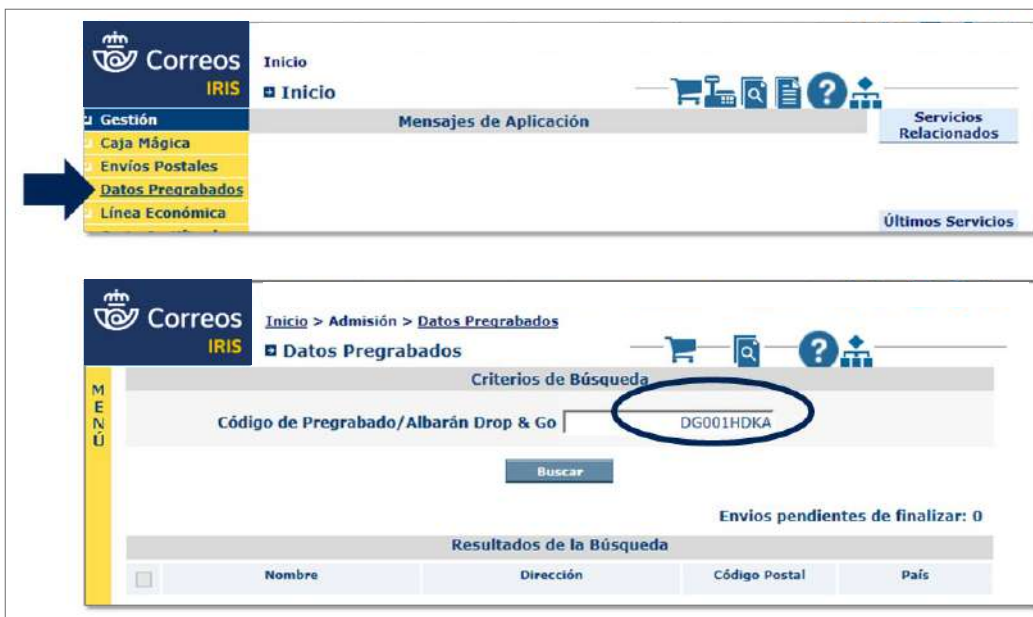 Correos
IRIS
Inicio
Inicio
Gestión
Mensajes de Aplicación
Servicios
Relacionados
Caja Mágica
Envíos Postales
Datos Pregrabados
Línea Económica
Últimos Servicios
Correos
IRIS
Inicio > Admisión > Datos Pregrabados
Datos Pregrabados
MENÚ
Criterios de Búsqueda
Código de Pregrabado/Albarán Drop & Go DG001HDKA
Buscar
Envios pendientes de finalizar: 0
Resultados de la Búsqueda
Nombre Dirección Código Postal País